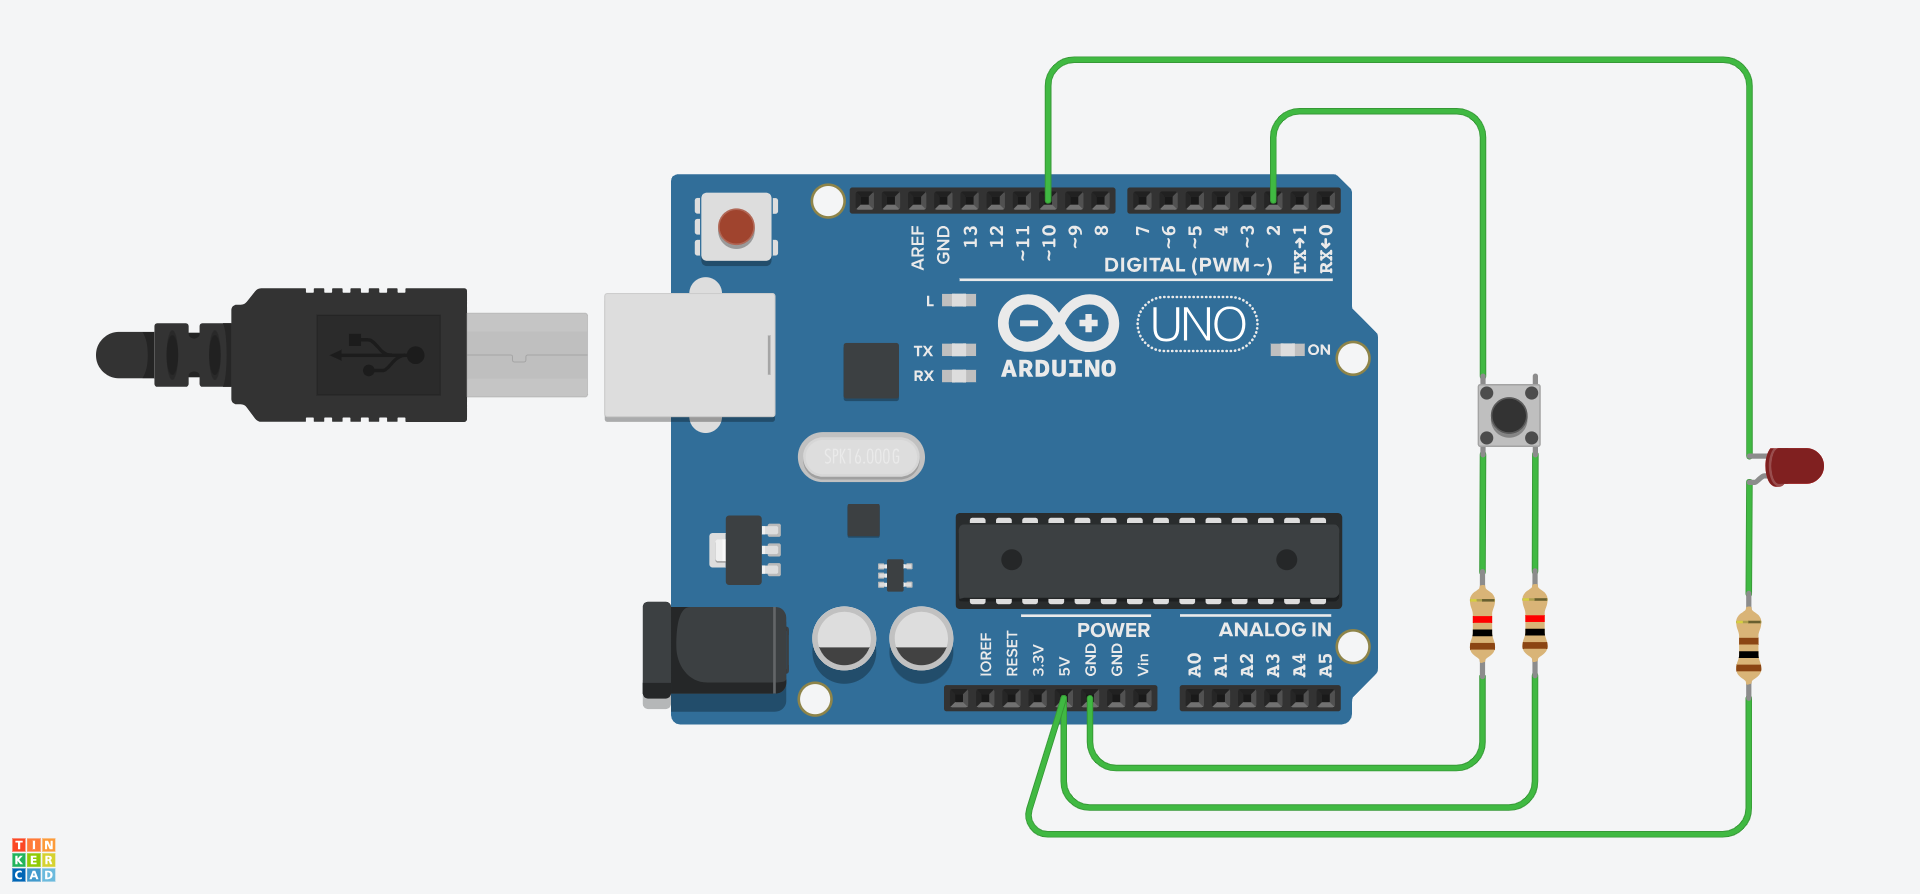 AREF
GND
13
12
~11
~10
~9
8
7
~6
~5
4
~3
2
TX→1
RX←0
DIGITAL (PWM~)
L
TX
RX
UNO
ARDUINO
ON
SPK16.000G
IOREF
RESET
3.3V
5V
GND
GND
Vin
POWER
ANALOG IN
A0
A1
A2
A3
A4
A5
TIN
KER
CAD